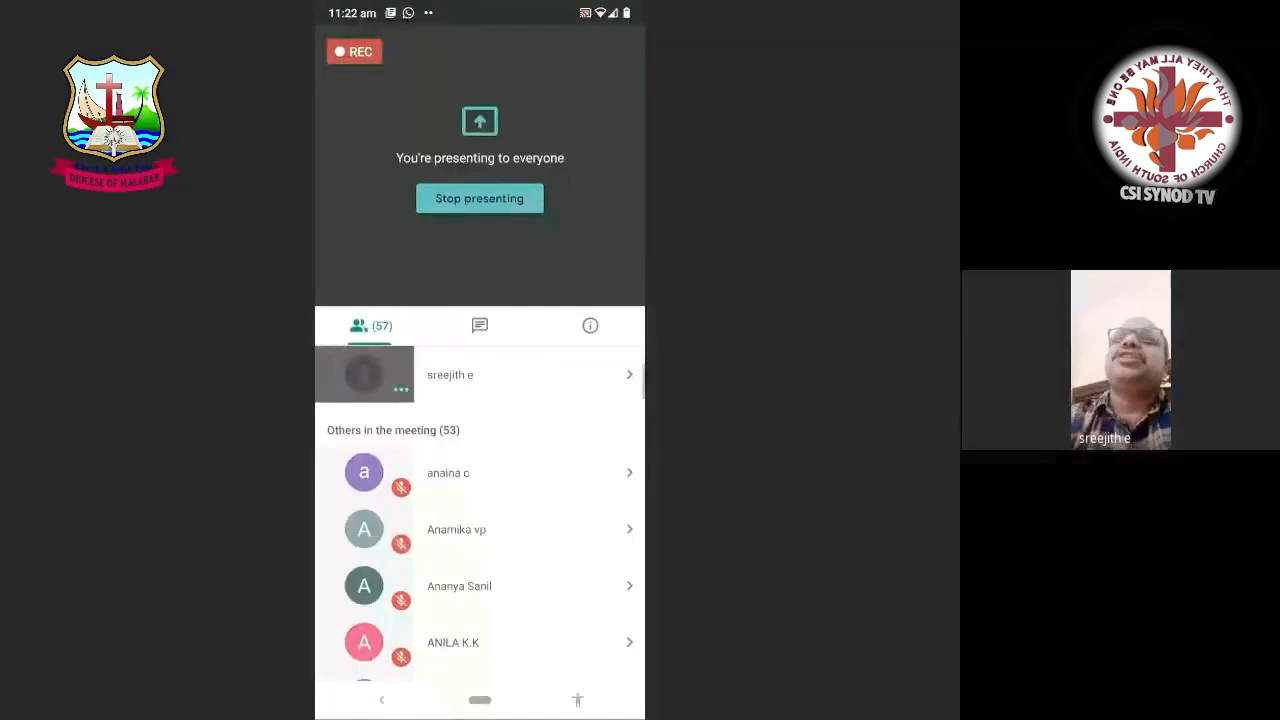 11:22 am
REC
You're presenting to everyone
Stop presenting
(57)
sreejith e
Others in the meeting (53)
a
anaina c
A
Anamika vp
A
Ananya Sanil
A
ANILA K.K
DIOCESE OF MALABAR
THAT THEY ALL MAY BE ONE
CHURCH OF SOUTH INDIA
CSI SYNOD TV
sreejith e